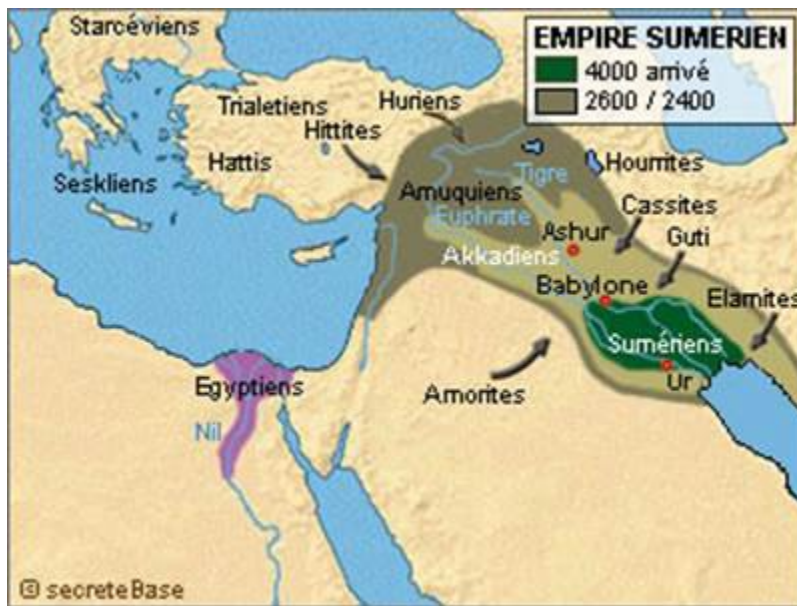 Starcéviens
EMPIRE SUMERIEN
4000 arrivé
2600 / 2400
Trialetiens
Huriens
Hittites
Hattis
Seskliens
Hourrites
Tigre
Amuquiens
Euphrate
Cassites
Ashur
Guti
Akkadiens
Babylone
Elamites
Sumériens
Ur
Amorites
Egyptiens
Nil
© secreteBase